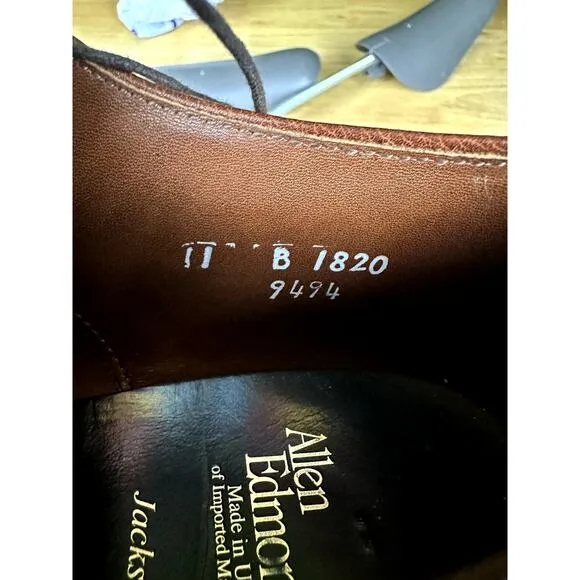 11 B 1820
9494
Allen
Edmon
Made in U
of Imported M
Jacks